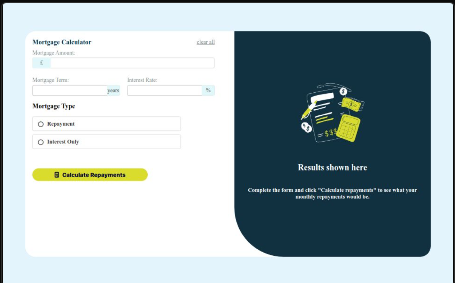 Mortgage Calculator
clear all
Mortgage Amount:
£
Mortgage Term:
Interest Rate:
years
%
Mortgage Type
Repayment
Interest Only
Calculate Repayments
Results shown here
Complete the form and click "Calculate repayments" to see what your
monthly repayments would be.